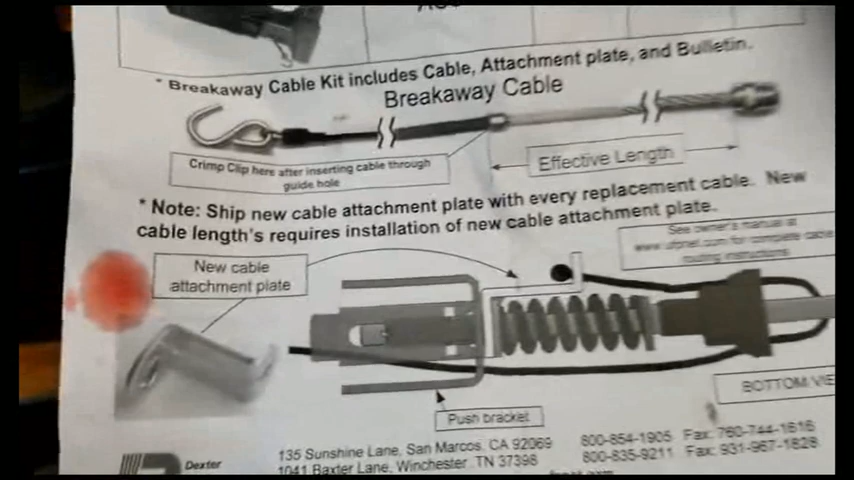 * Breakaway Cable Kit includes Cable, Attachment plate, and Bulletin.
Breakaway Cable
Crimp Clip here after inserting cable through
guide hole
Effective Length
* Note: Ship new cable attachment plate with every replacement cable. New
cable length's requires installation of new cable attachment plate.
See owner's manual at
www.ufpnet.com for complete cable
routing instructions
New cable
attachment plate
BOTTOM VIE
Push bracket
Dexter
135 Sunshine Lane, San Marcos, CA 92069 800-854-1905 Fax: 760-744-1616
1041 Baxter Lane, Winchester, TN 37398 800-835-9211 Fax: 931-967-1828